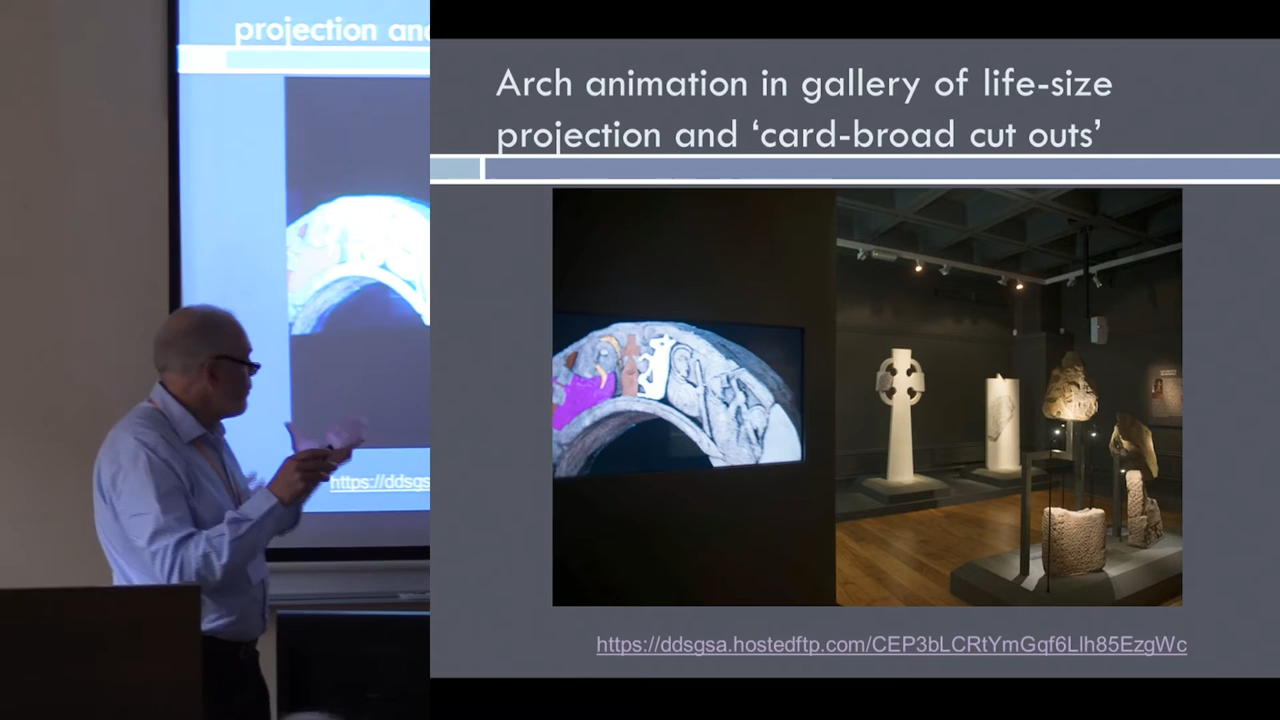 projection and
https://ddsgs
Arch animation in gallery of life-size
projection and ‘card-broad cut outs’
https://ddsgsa.hostedftp.com/CEP3bLCRtYmGqf6Llh85EzgWc